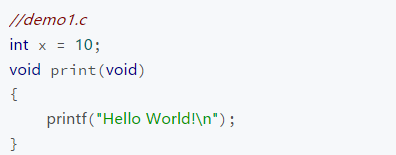 //demo1.c
int x = 10;
void print(void)
{
    printf("Hello World!\n");
}